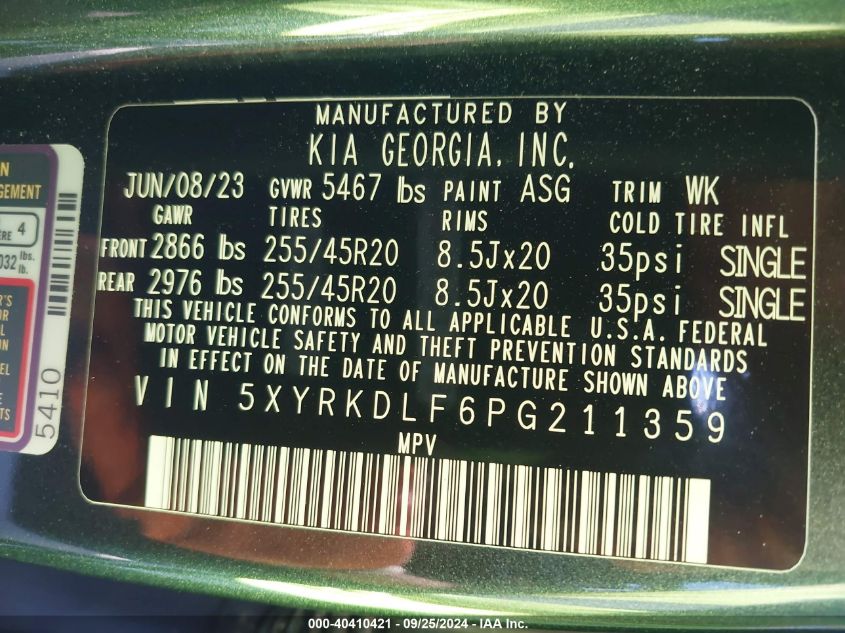 MANUFACTURED BY
KIA GEORGIA, INC.
JUN/08/23 GVWR 5467 lbs PAINT ASG TRIM WK
GAWR TIRES RIMS COLD TIRE INFL
FRONT 2866 lbs 255/45R20 8.5Jx20 35psi SINGLE
REAR 2976 lbs 255/45R20 8.5Jx20 35psi SINGLE
THIS VEHICLE CONFORMS TO ALL APPLICABLE U.S.A. FEDERAL
MOTOR VEHICLE SAFETY AND THEFT PREVENTION STANDARDS
IN EFFECT ON THE DATE OF MANUFACTURE SHOWN ABOVE
VIN 5XYRKDLF6PG211359
MPV
4
lbs.
lb.
5410
000-40410421 - 09/25/2024 - IAA Inc.